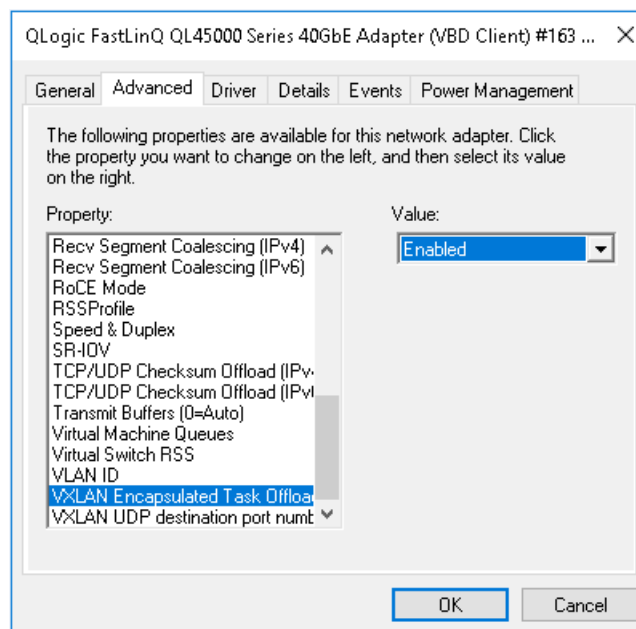 QLogic FastLinQ QL45000 Series 40GbE Adapter (VBD Client) #163 ...
General Advanced Driver Details Events Power Management
The following properties are available for this network adapter. Click
the property you want to change on the left, and then select its value
on the right.
Property: Value:
Recv Segment Coalescing (IPv4) Enabled
Recv Segment Coalescing (IPv6)
RoCE Mode
RSSProfile
Speed & Duplex
SR-IOV
TCP/UDP Checksum Offload (IPv
TCP/UDP Checksum Offload (IPv
Transmit Buffers (0=Auto)
Virtual Machine Queues
Virtual Switch RSS
VLAN ID
VXLAN Encapsulated Task Offloa
VXLAN UDP destination port numb
OK Cancel